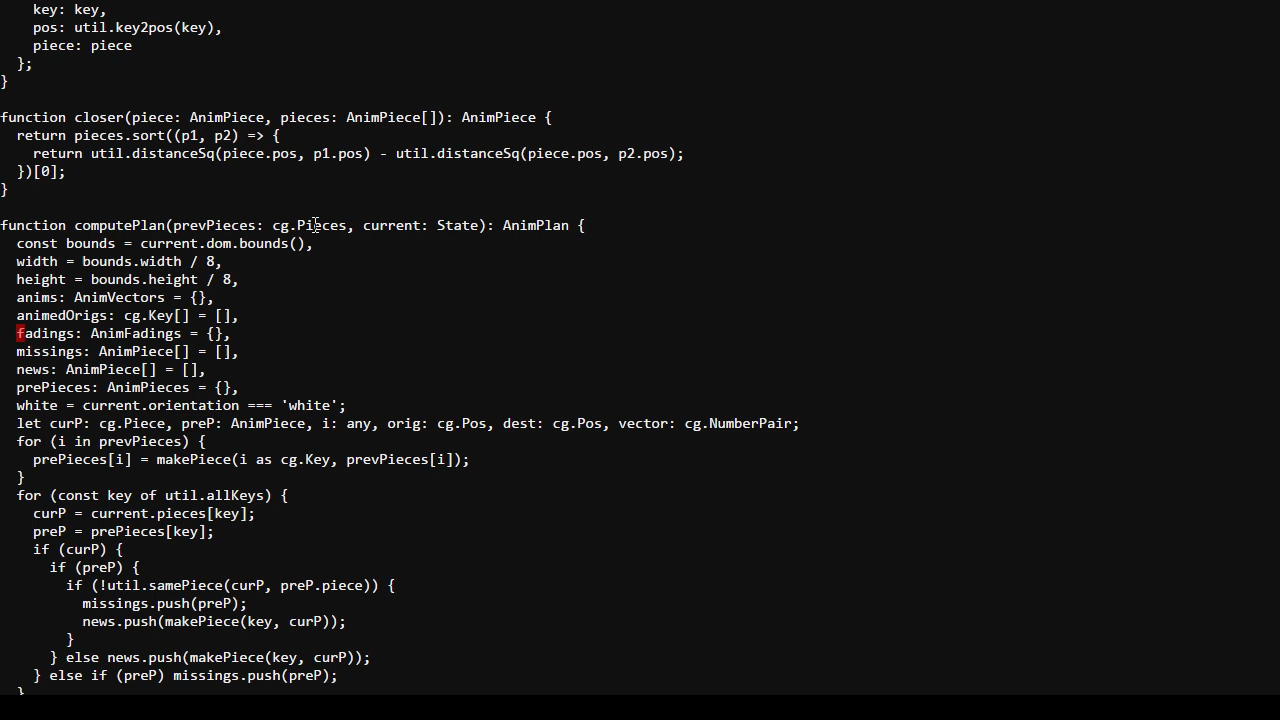 key: key,
    pos: util.key2pos(key),
    piece: piece
  };
}

function closer(piece: AnimPiece, pieces: AnimPiece[]): AnimPiece {
  return pieces.sort((p1, p2) => {
    return util.distanceSq(piece.pos, p1.pos) - util.distanceSq(piece.pos, p2.pos);
  })[0];
}

function computePlan(prevPieces: cg.Pieces, current: State): AnimPlan {
  const bounds = current.dom.bounds(),
  width = bounds.width / 8,
  height = bounds.height / 8,
  anims: AnimVectors = {},
  animedOrigs: cg.Key[] = [],
  fadings: AnimFadings = {},
  missings: AnimPiece[] = [],
  news: AnimPiece[] = [],
  prePieces: AnimPieces = {},
  white = current.orientation === 'white';
  let curP: cg.Piece, preP: AnimPiece, i: any, orig: cg.Pos, dest: cg.Pos, vector: cg.NumberPair;
  for (i in prevPieces) {
    prePieces[i] = makePiece(i as cg.Key, prevPieces[i]);
  }
  for (const key of util.allKeys) {
    curP = current.pieces[key];
    preP = prePieces[key];
    if (curP) {
      if (preP) {
        if (!util.samePiece(curP, preP.piece)) {
          missings.push(preP);
          news.push(makePiece(key, curP));
        }
      } else news.push(makePiece(key, curP));
    } else if (preP) missings.push(preP);
  }